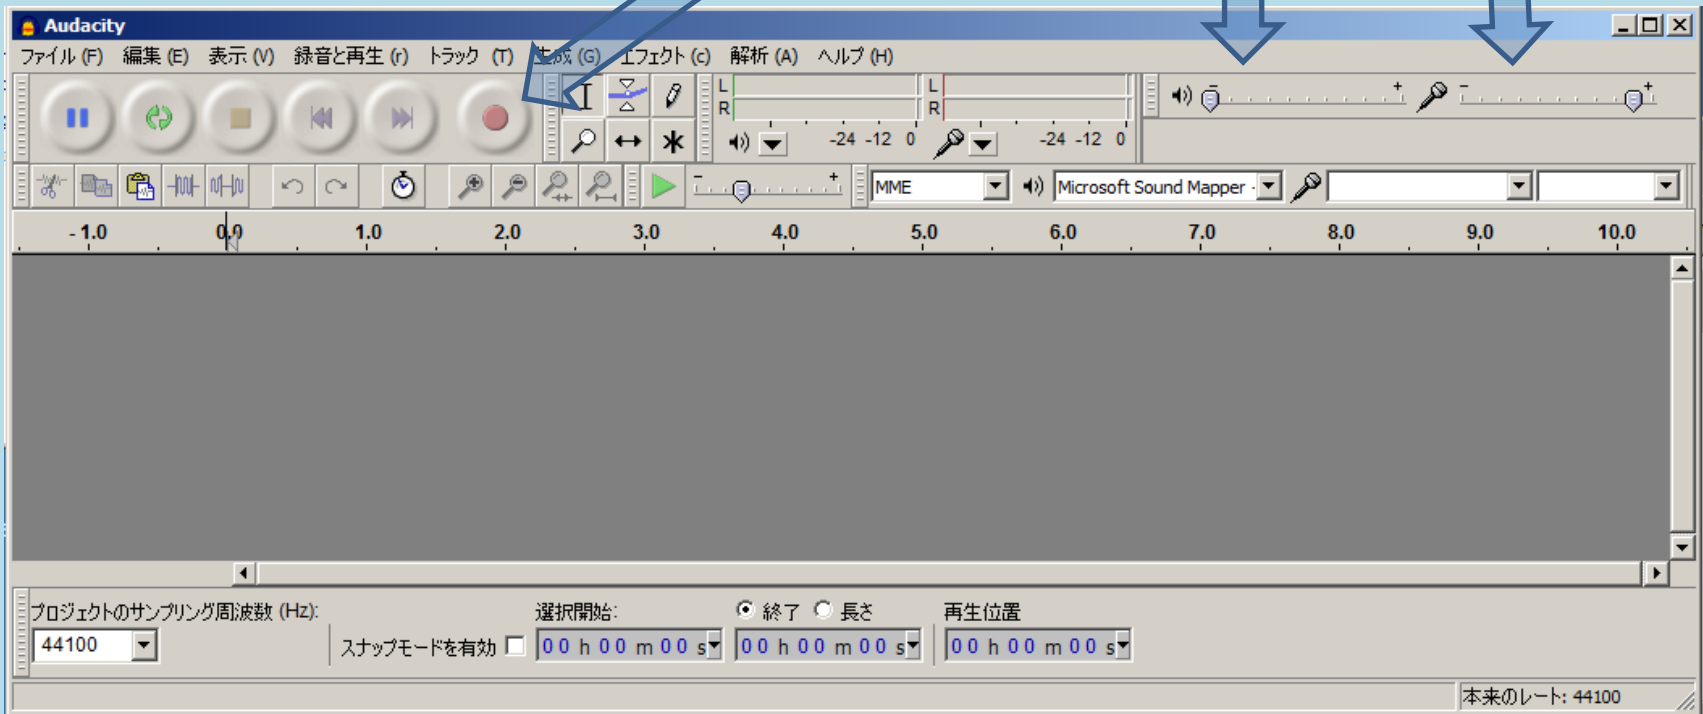 Audacity
ファイル (F) 編集 (E) 表示 (V) 録音と再生 (r) トラック (T) 生成 (G) エフェクト (c) 解析 (A) ヘルプ (H)
L L
R R
- + - +
-24 -12 0 -24 -12 0
- + MME Microsoft Sound Mapper -
- 1.0 0.0 1.0 2.0 3.0 4.0 5.0 6.0 7.0 8.0 9.0 10.0
プロジェクトのサンプリング周波数 (Hz): 選択開始: 終了 長さ 再生位置
44100 スナップモードを有効 00 h 00 m 00 s 00 h 00 m 00 s 00 h 00 m 00 s
本来のレート: 44100